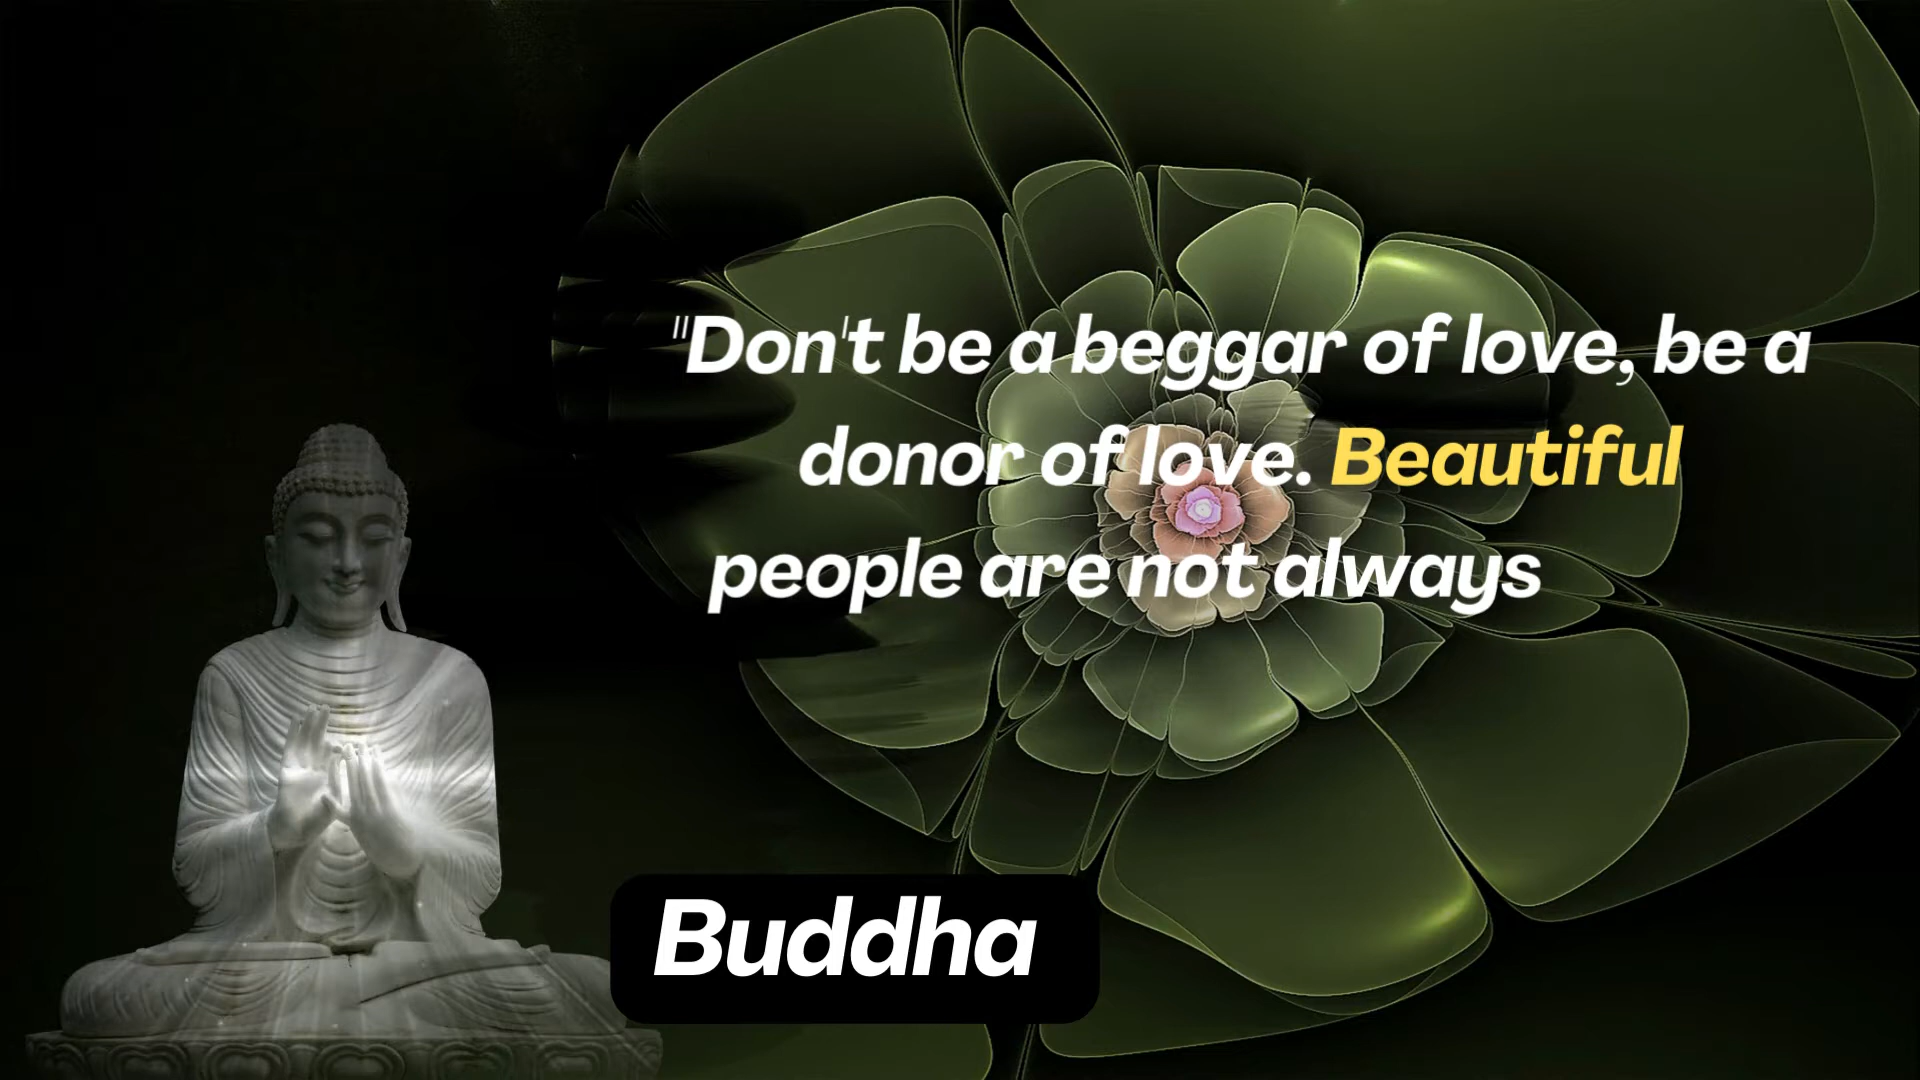 "Don't be a beggar of love, be a
donor of love. Beautiful
people are not always
Buddha